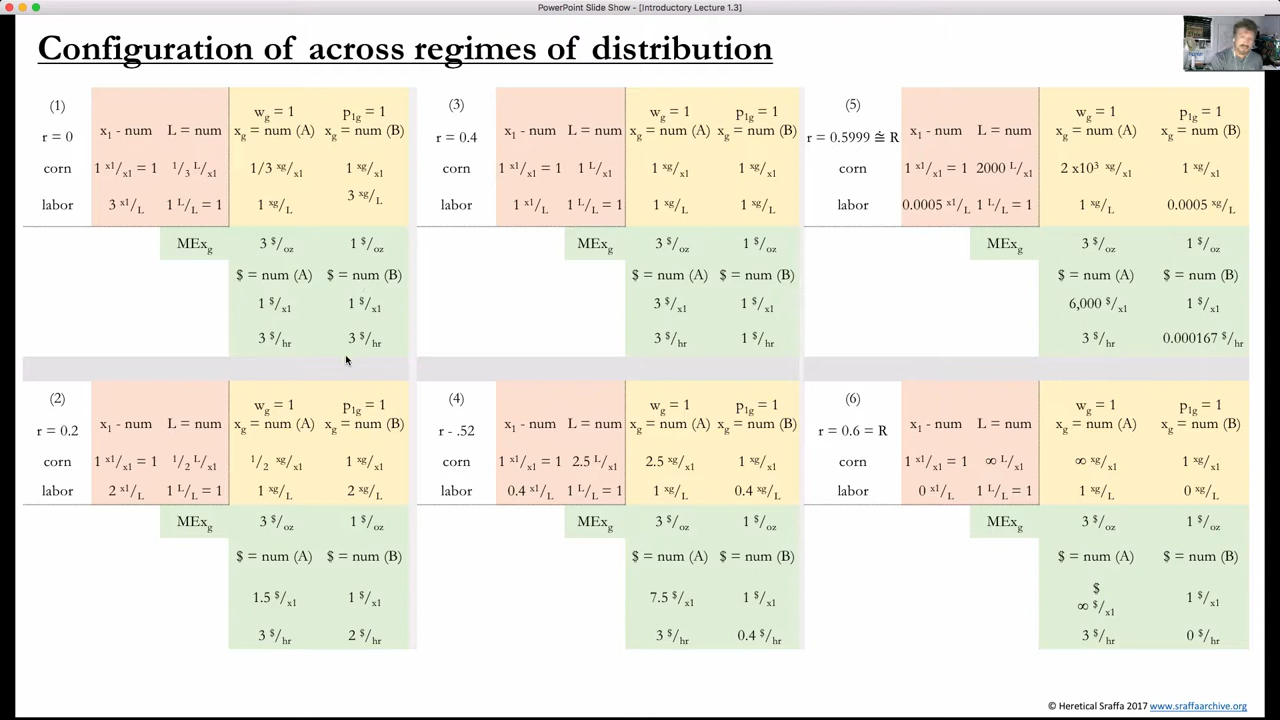 PowerPoint Slide Show - [Introductory Lecture 1.3]
Configuration of across regimes of distribution
(1)
r = 0
x1 - num L = num
wg = 1 p1g = 1
xg = num (A) xg = num (B)
corn 1 x1/x1 = 1 1/3 L/x1 1/3 xg/x1 1 xg/x1
labor 3 x1/L 1 L/L = 1 1 xg/L 3 xg/L
MExg 3 $/oz 1 $/oz
$ = num (A) $ = num (B)
1 $/x1 1 $/x1
3 $/hr 3 $/hr
(3)
r = 0.4
x1 - num L = num
wg = 1 p1g = 1
xg = num (A) xg = num (B)
corn 1 x1/x1 = 1 1 L/x1 1 xg/x1 1 xg/x1
labor 1 x1/L 1 L/L = 1 1 xg/L 1 xg/L
MExg 3 $/oz 1 $/oz
$ = num (A) $ = num (B)
3 $/x1 1 $/x1
3 $/hr 1 $/hr
(5)
r = 0.5999 ≅ R
x1 - num L = num
wg = 1 p1g = 1
xg = num (A) xg = num (B)
corn 1 x1/x1 = 1 2000 L/x1 2 x10³ xg/x1 1 xg/x1
labor 0.0005 x1/L 1 L/L = 1 1 xg/L 0.0005 xg/L
MExg 3 $/oz 1 $/oz
$ = num (A) $ = num (B)
6,000 $/x1 1 $/x1
3 $/hr 0.000167 $/hr
(2)
r = 0.2
x1 - num L = num
wg = 1 p1g = 1
xg = num (A) xg = num (B)
corn 1 x1/x1 = 1 1/2 L/x1 1/2 xg/x1 1 xg/x1
labor 2 x1/L 1 L/L = 1 1 xg/L 2 xg/L
MExg 3 $/oz 1 $/oz
$ = num (A) $ = num (B)
1.5 $/x1 1 $/x1
3 $/hr 2 $/hr
(4)
r - .52
x1 - num L = num
wg = 1 p1g = 1
xg = num (A) xg = num (B)
corn 1 x1/x1 = 1 2.5 L/x1 2.5 xg/x1 1 xg/x1
labor 0.4 x1/L 1 L/L = 1 1 xg/L 0.4 xg/L
MExg 3 $/oz 1 $/oz
$ = num (A) $ = num (B)
7.5 $/x1 1 $/x1
3 $/hr 0.4 $/hr
(6)
r = 0.6 = R
x1 - num L = num
wg = 1 p1g = 1
xg = num (A) xg = num (B)
corn 1 x1/x1 = 1 ∞ L/x1 ∞ xg/x1 1 xg/x1
labor 0 x1/L 1 L/L = 1 1 xg/L 0 xg/L
MExg 3 $/oz 1 $/oz
$ = num (A) $ = num (B)
$
∞ $/x1 1 $/x1
3 $/hr 0 $/hr
© Heretical Sraffa 2017 www.sraffaarchive.org